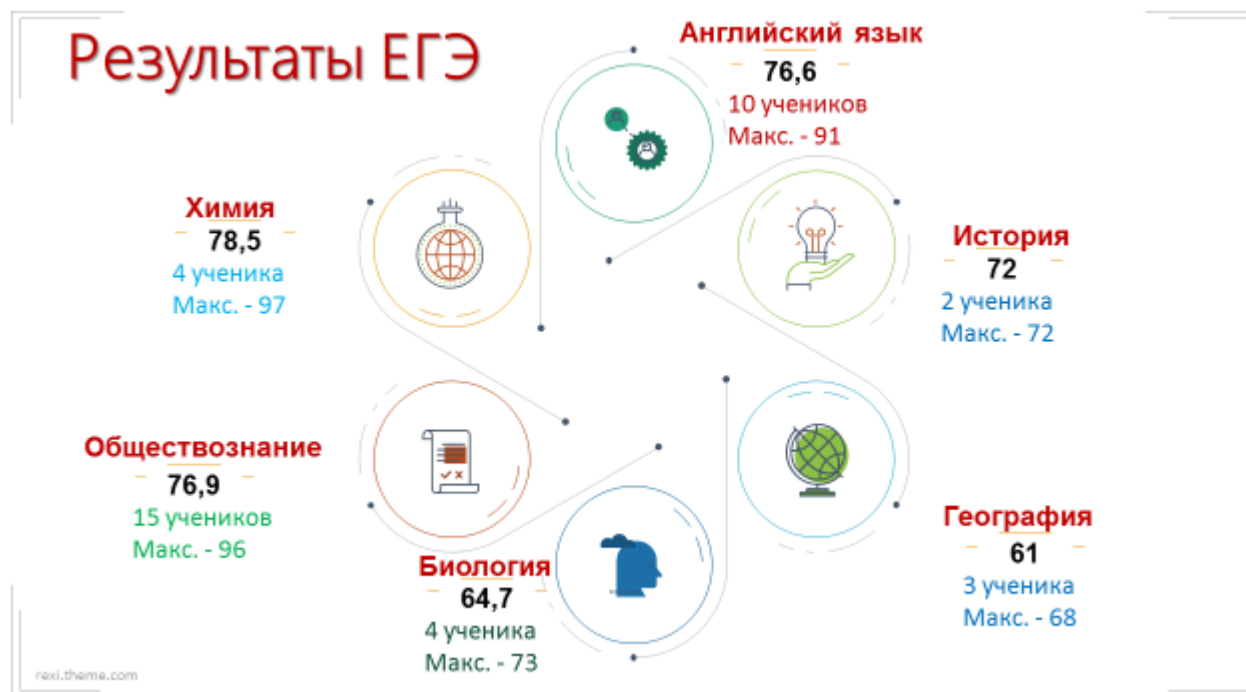 Результаты ЕГЭ
Английский язык
76,6
10 учеников
Макс. - 91
Химия
78,5
4 ученика
Макс. - 97
История
72
2 ученика
Макс. - 72
Обществознание
76,9
15 учеников
Макс. - 96
Биология
64,7
4 ученика
Макс. - 73
География
61
3 ученика
Макс. - 68
rexi.theme.com